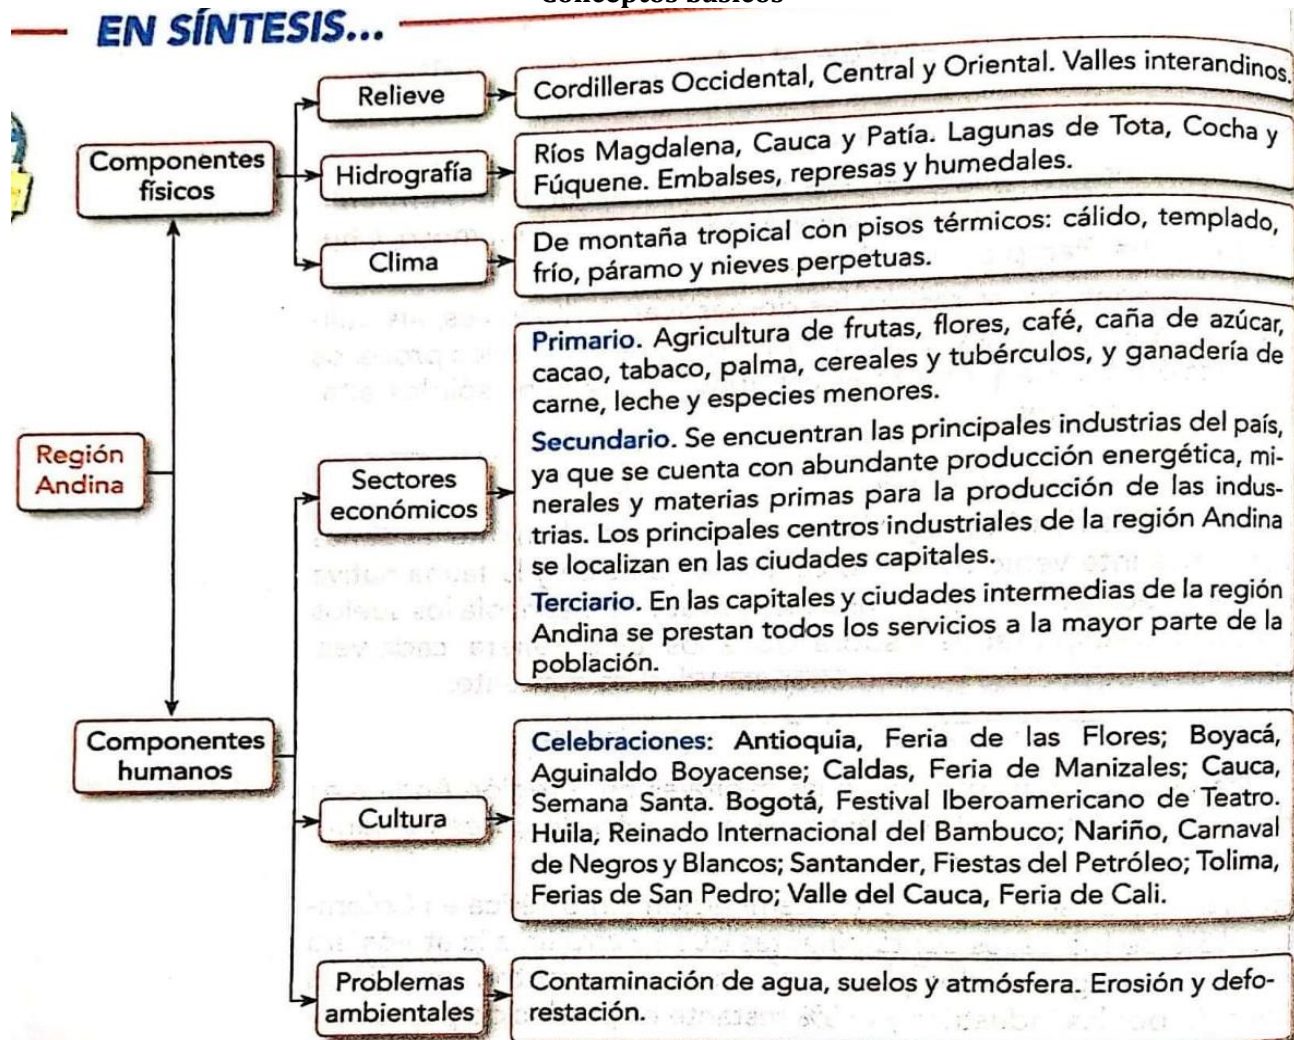 Conceptos básicos
EN SÍNTESIS...
Relieve
Cordilleras Occidental, Central y Oriental. Valles interandinos.
Componentes
físicos
Hidrografía
Ríos Magdalena, Cauca y Patía. Lagunas de Tota, Cocha y
Fúquene. Embalses, represas y humedales.
Clima
De montaña tropical con pisos térmicos: cálido, templado,
frío, páramo y nieves perpetuas.
Región
Andina
Sectores
económicos
Primario. Agricultura de frutas, flores, café, caña de azúcar,
cacao, tabaco, palma, cereales y tubérculos, y ganadería de
carne, leche y especies menores.
Secundario. Se encuentran las principales industrias del país,
ya que se cuenta con abundante producción energética, mi-
nerales y materias primas para la producción de las indus-
trias. Los principales centros industriales de la región Andina
se localizan en las ciudades capitales.
Terciario. En las capitales y ciudades intermedias de la región
Andina se prestan todos los servicios a la mayor parte de la
población.
Componentes
humanos
Cultura
Celebraciones: Antioquia, Feria de las Flores; Boyacá,
Aguinaldo Boyacense; Caldas, Feria de Manizales; Cauca,
Semana Santa. Bogotá, Festival Iberoamericano de Teatro.
Huila, Reinado Internacional del Bambuco; Nariño, Carnaval
de Negros y Blancos; Santander, Fiestas del Petróleo; Tolima,
Ferias de San Pedro; Valle del Cauca, Feria de Cali.
Problemas
ambientales
Contaminación de agua, suelos y atmósfera. Erosión y defo-
restación.